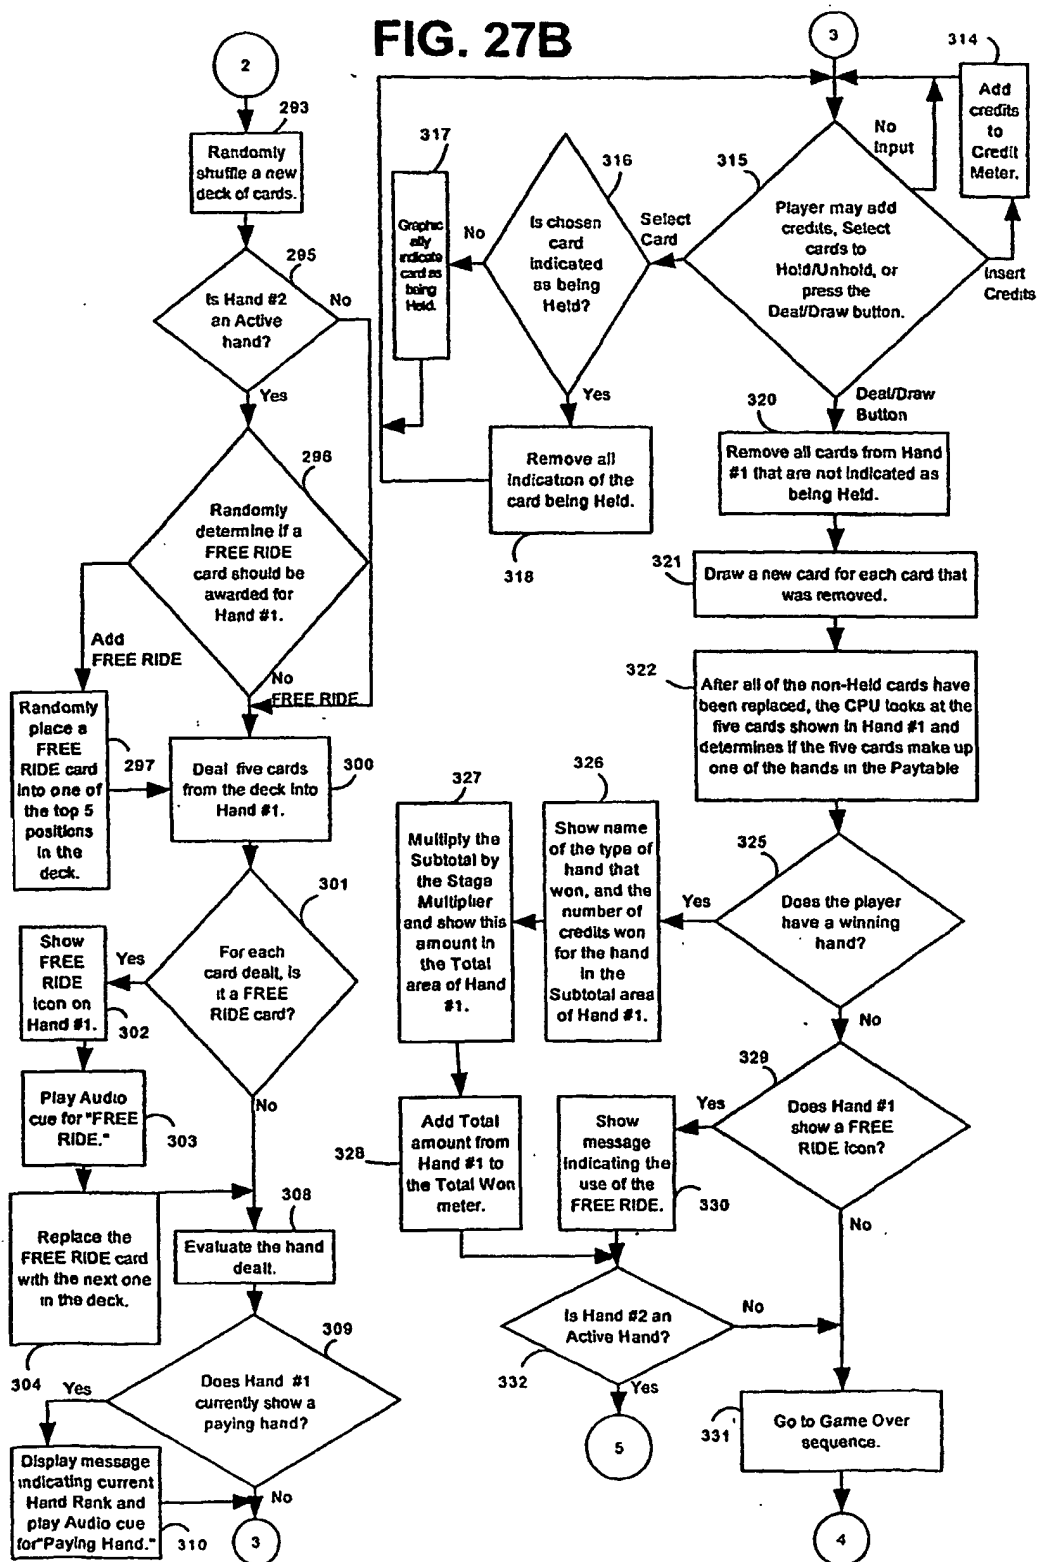 FIG. 27B
2
293
Randomly
shuffle a new
deck of cards.
295
Is Hand #2
an Active
hand?
No
Yes
296
Randomly
determine if a
FREE RIDE
card should be
awarded for
Hand #1.
Add
FREE RIDE
No
FREE RIDE
Randomly
place a
FREE
RIDE card
into one of
the top 5
positions
in the
deck.
297
Deal five cards
from the deck into
Hand #1.
300
301
For each
card dealt, is
it a FREE
RIDE card?
Yes
Show
FREE
RIDE
icon on
Hand #1.
302
Play Audio
cue for "FREE
RIDE."
303
No
Replace the
FREE RIDE card
with the next one
in the deck.
304
308
Evaluate the hand
dealt.
309
Does Hand #1
currently show a
paying hand?
Yes
Display message
indicating current
Hand Rank and
play Audio cue
for "Paying Hand."
310
No
3
3
314
Add
credits
to
Credit
Meter.
No
Input
315
Player may add
credits, Select
cards to
Hold/Unhold, or
press the
Deal/Draw button.
Insert
Credits
Select
Card
316
Is chosen
card
indicated
as being
Held?
No
317
Graphic
ally
indicate
card as
being
Held.
Yes
Remove all
indication of the
card being Held.
318
Deal/Draw
Button
320
Remove all cards from Hand
#1 that are not indicated as
being Held.
321
Draw a new card for each card that
was removed.
322
After all of the non-Held cards have
been replaced, the CPU looks at the
five cards shown in Hand #1 and
determines if the five cards make up
one of the hands in the Paytable
325
Does the player
have a winning
hand?
Yes
326
Show name
of the type of
hand that
won, and the
number of
credits won
for the hand
in the
Subtotal area
of Hand #1.
327
Multiply the
Subtotal by
the Stage
Multiplier
and show this
amount in
the Total
area of Hand
#1.
328
Add Total
amount from
Hand #1 to
the Total Won
meter.
No
329
Does Hand #1
show a FREE
RIDE icon?
Yes
Show
message
indicating the
use of the
FREE RIDE.
330
No
Is Hand #2 an
Active Hand?
332
No
Yes
5
331
Go to Game Over
sequence.
4